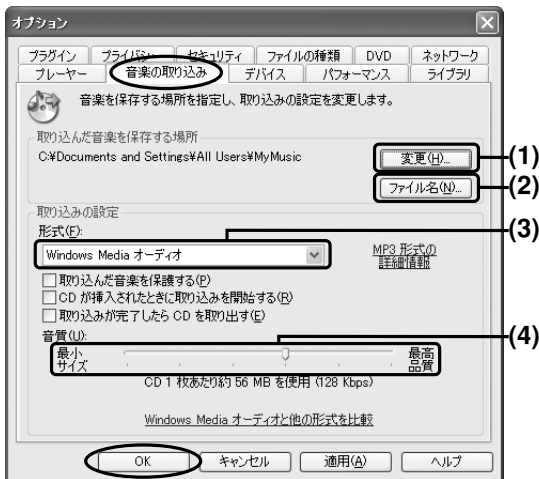 オプション
プラグイン プライバシー セキュリティ ファイルの種類 DVD ネットワーク
プレーヤー 音楽の取り込み デバイス パフォーマンス ライブラリ
音楽を保存する場所を指定し、取り込みの設定を変更します。
取り込んだ音楽を保存する場所
C:¥Documents and Settings¥All Users¥MyMusic
変更(H)... (1)
ファイル名(N)... (2)
取り込みの設定
形式(F): (3)
Windows Media オーディオ
MP3 形式の
詳細情報
取り込んだ音楽を保護する(P)
CD が挿入されたときに取り込みを開始する(R)
取り込みが完了したら CD を取り出す(E)
音質(U): (4)
最小
サイズ
最高
品質
CD 1 枚あたり約 56 MB を使用 (128 Kbps)
Windows Media オーディオと他の形式を比較
OK キャンセル 適用(A) ヘルプ